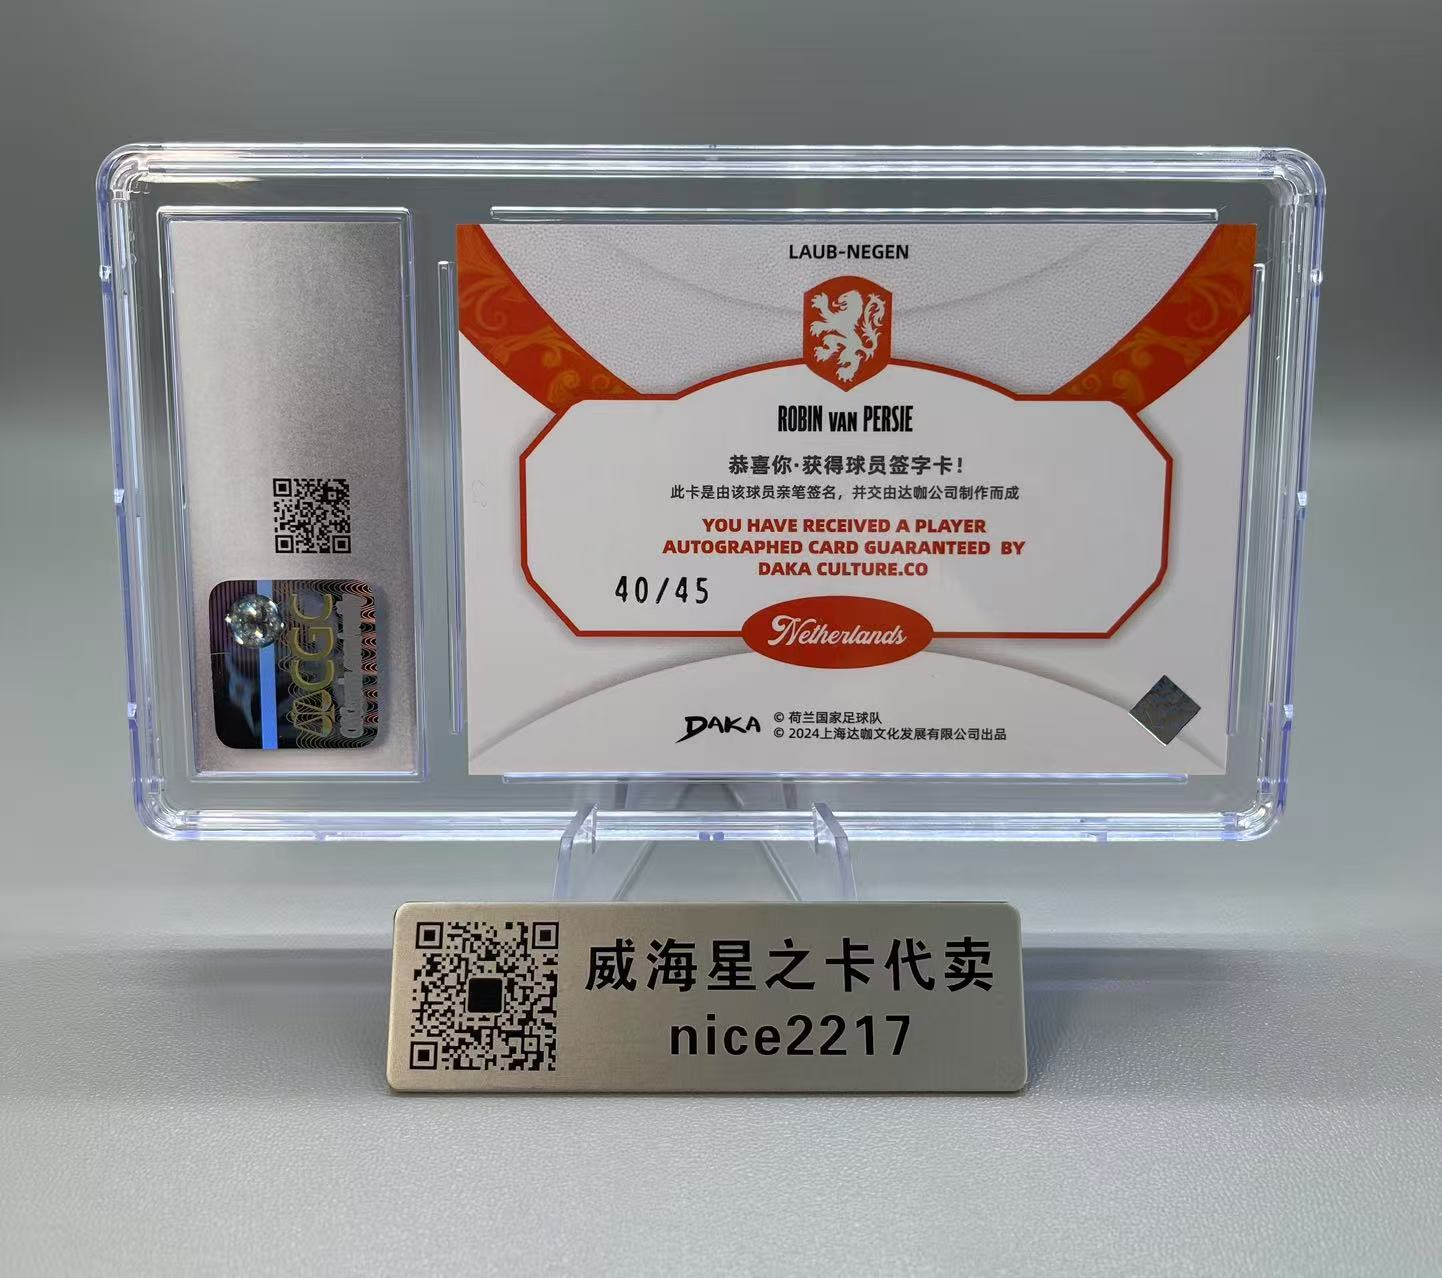 LAUB-NEGEN
ROBIN VAN PERSIE
恭喜你·获得球员签字卡!
此卡是由该球员亲笔签名，并交由达咖公司制作而成
YOU HAVE RECEIVED A PLAYER
AUTOGRAPHED CARD GUARANTEED BY
DAKA CULTURE.CO
40/45
Netherlands
DAKA
© 荷兰国家足球队
© 2024上海达咖文化发展有限公司出品
CGC
威海星之卡代卖
nice2217